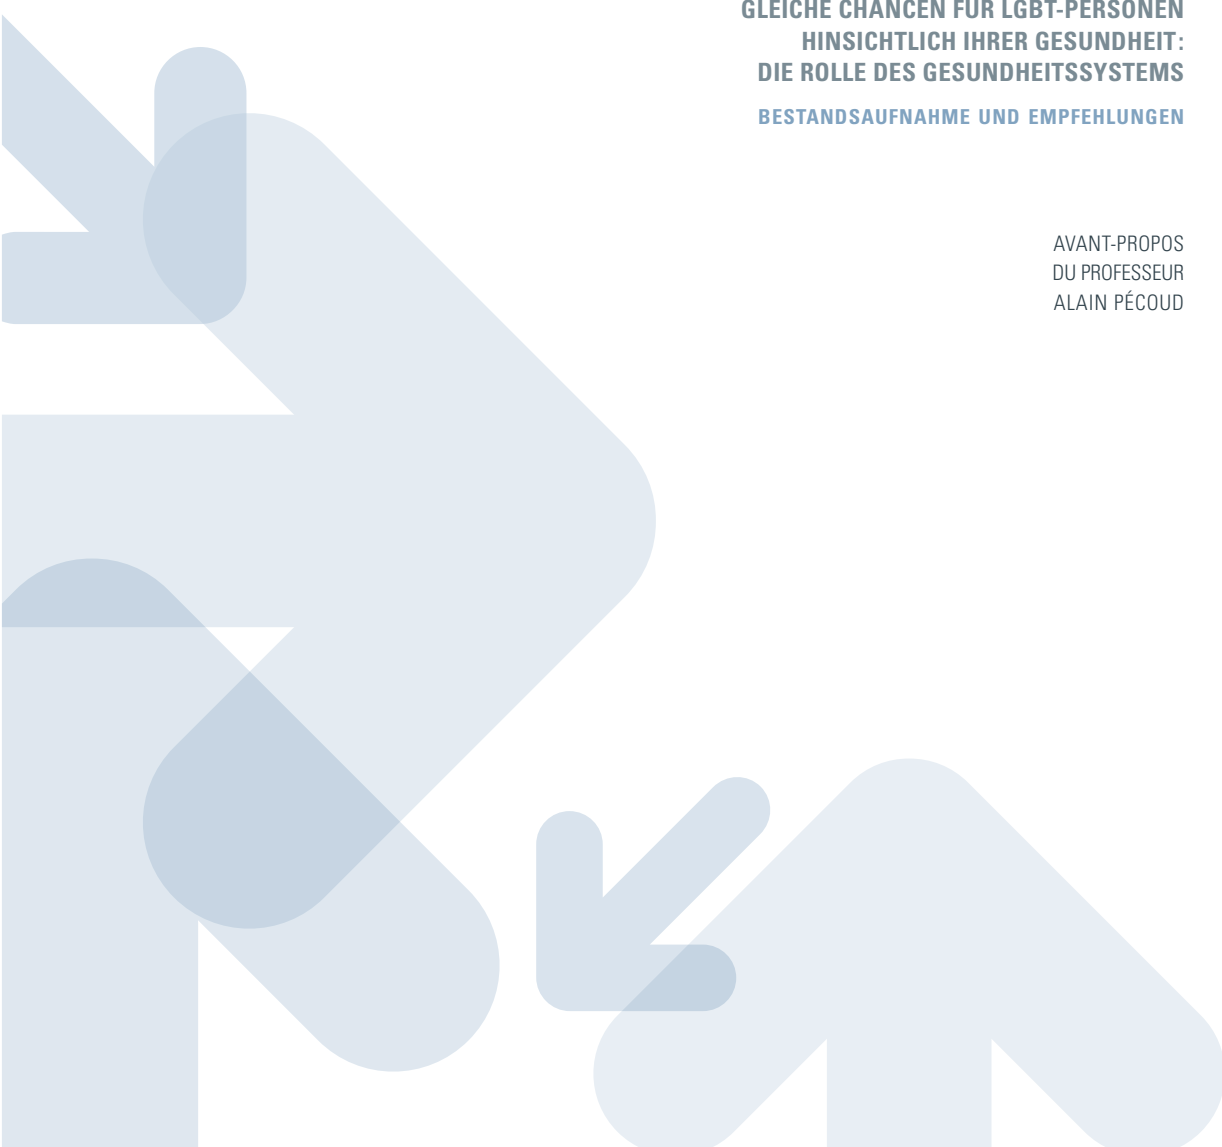 GLEICHE CHANCEN FÜR LGBT-PERSONEN
HINSICHTLICH IHRER GESUNDHEIT:
DIE ROLLE DES GESUNDHEITSSYSTEMS
BESTANDSAUFNAHME UND EMPFEHLUNGEN
AVANT-PROPOS
DU PROFESSEUR
ALAIN PÉCOUD